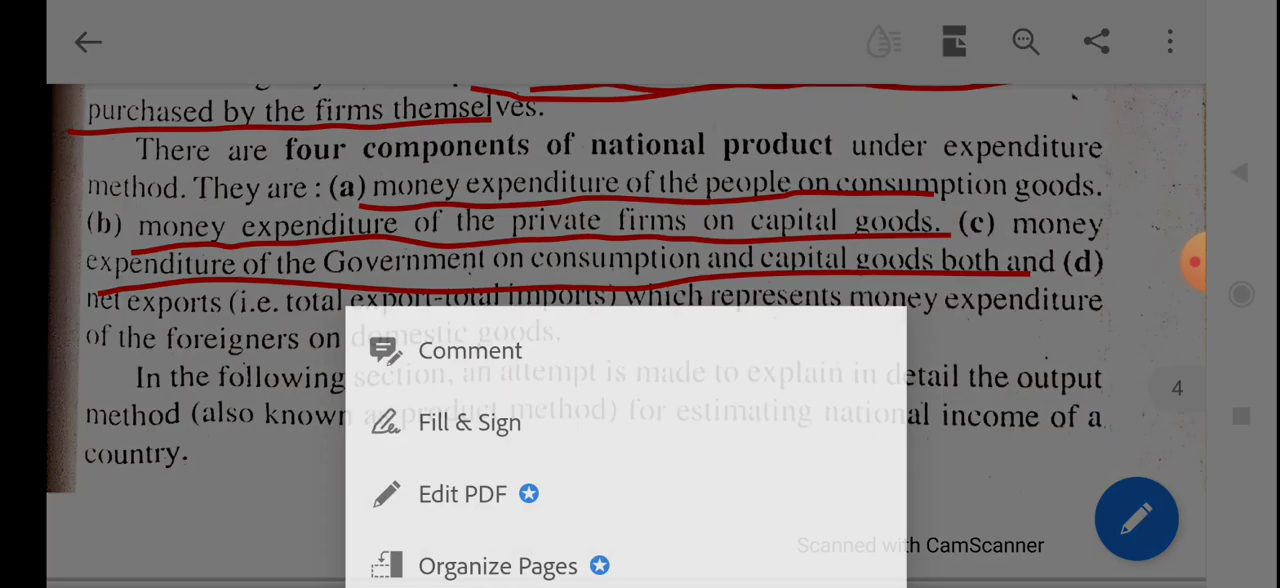 purchased by the firms themselves.
There are four components of national product under expenditure
method. They are : (a) money expenditure of the people on consumption goods.
(b) money expenditure of the private firms on capital goods. (c) money
expenditure of the Government on consumption and capital goods both and (d)
net exports (i.e. total export-total imports) which represents money expenditure
of the foreigners on domestic goods.
In the following section, an attempt is made to explain in detail the output
method (also known as product method) for estimating national income of a
country.
Comment
Fill & Sign
Edit PDF
Organize Pages
4
Scanned with CamScanner